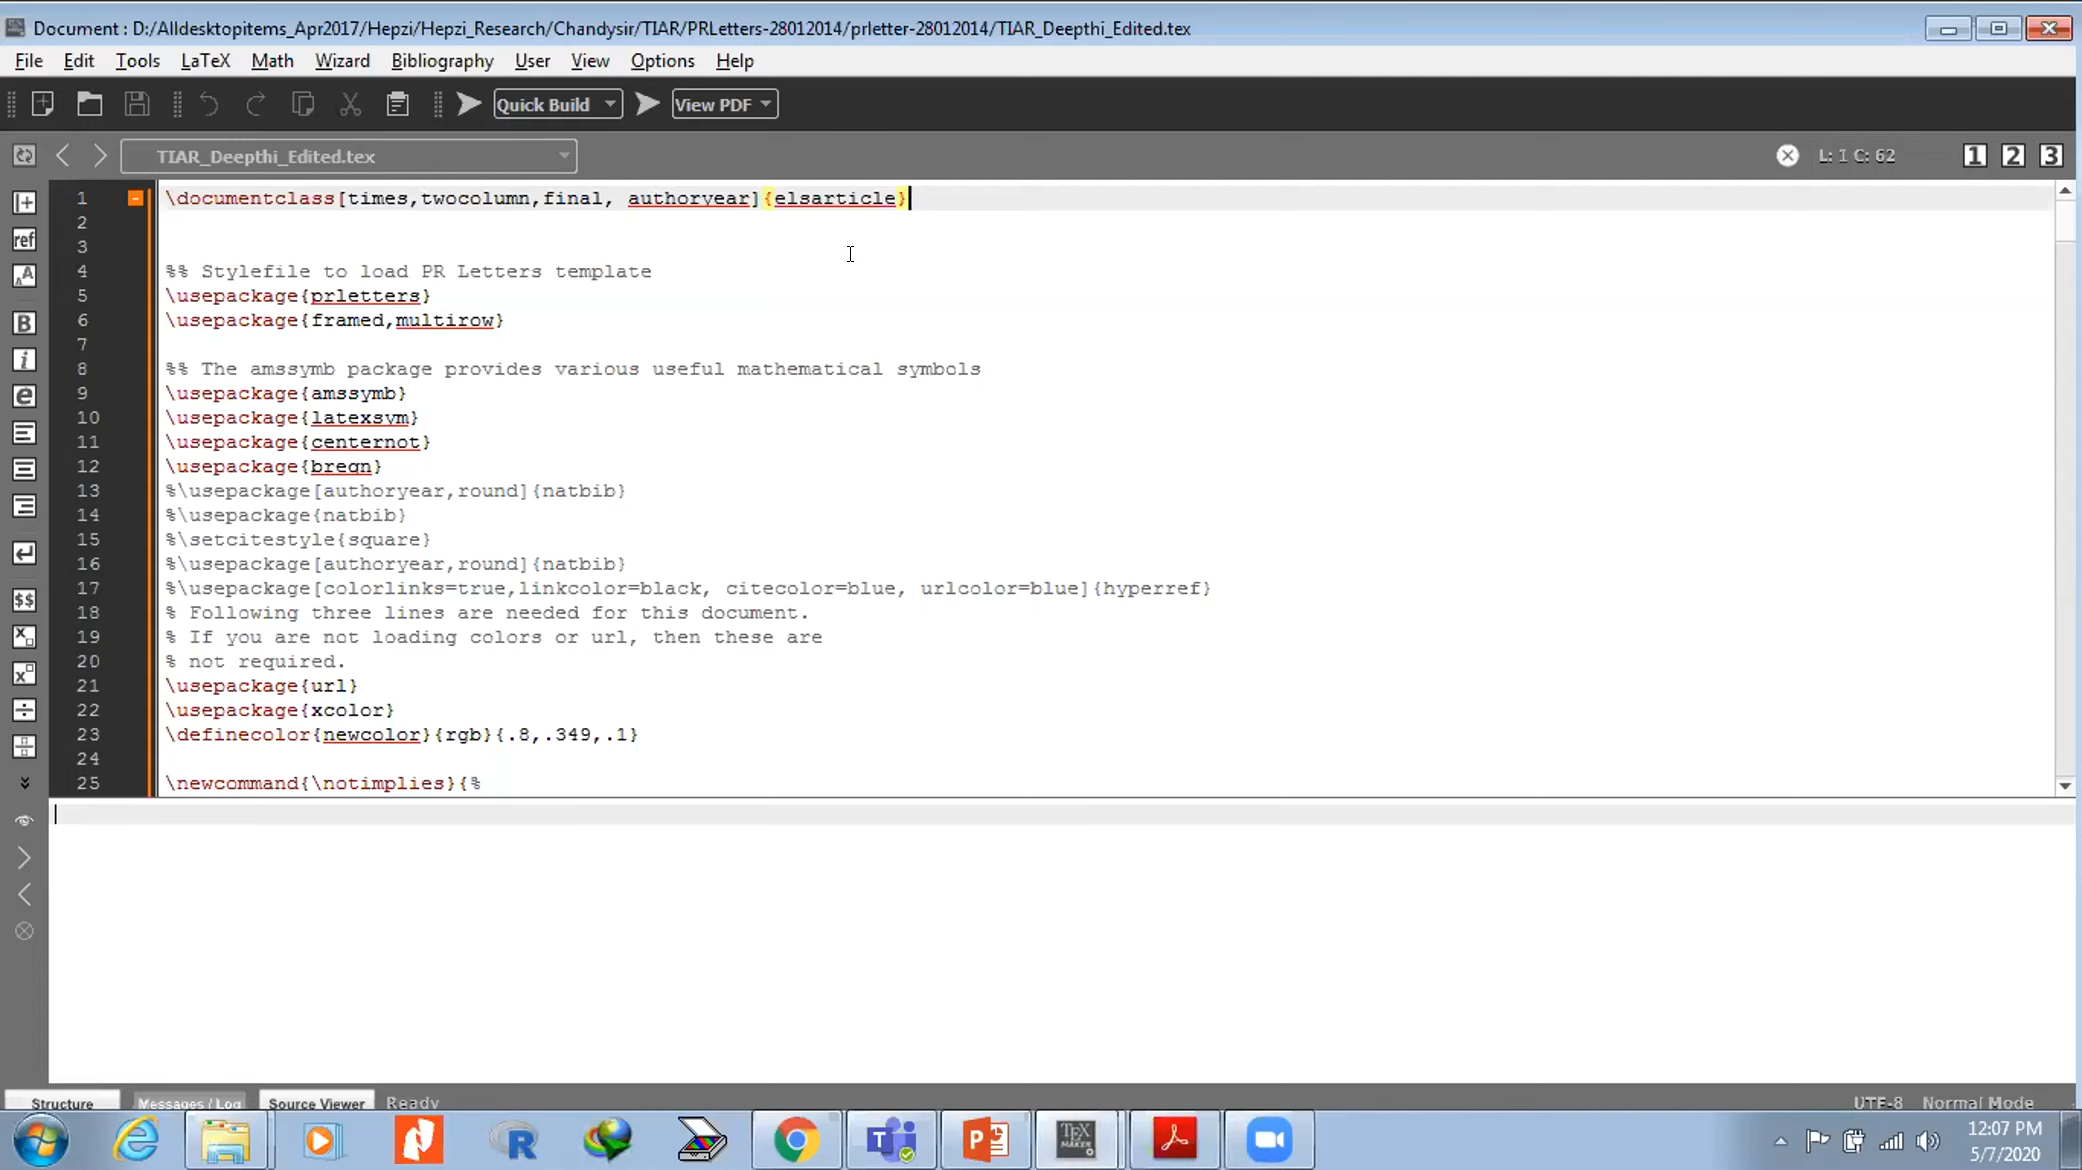 Document : D:/Alldesktopitems_Apr2017/Hepzi/Hepzi_Research/Chandysir/TIAR/PRLetters-28012014/prletter-28012014/TIAR_Deepthi_Edited.tex
File Edit Tools LaTeX Math Wizard Bibliography User View Options Help
Quick Build View PDF
TIAR_Deepthi_Edited.tex L: 1 C: 62 1 2 3
1 \documentclass[times,twocolumn,final, authoryear]{elsarticle}
2
3
4 %% Stylefile to load PR Letters template
5 \usepackage{prletters}
6 \usepackage{framed,multirow}
7
8 %% The amssymb package provides various useful mathematical symbols
9 \usepackage{amssymb}
10 \usepackage{latexsym}
11 \usepackage{centernot}
12 \usepackage{breqn}
13 %\usepackage[authoryear,round]{natbib}
14 %\usepackage{natbib}
15 %\setcitestyle{square}
16 %\usepackage[authoryear,round]{natbib}
17 %\usepackage[colorlinks=true,linkcolor=black, citecolor=blue, urlcolor=blue]{hyperref}
18 % Following three lines are needed for this document.
19 % If you are not loading colors or url, then these are
20 % not required.
21 \usepackage{url}
22 \usepackage{xcolor}
23 \definecolor{newcolor}{rgb}{.8,.349,.1}
24
25 \newcommand{\notimplies}{%
Structure Messages / Log Source Viewer Ready UTF-8 Normal Mode
12:07 PM
5/7/2020